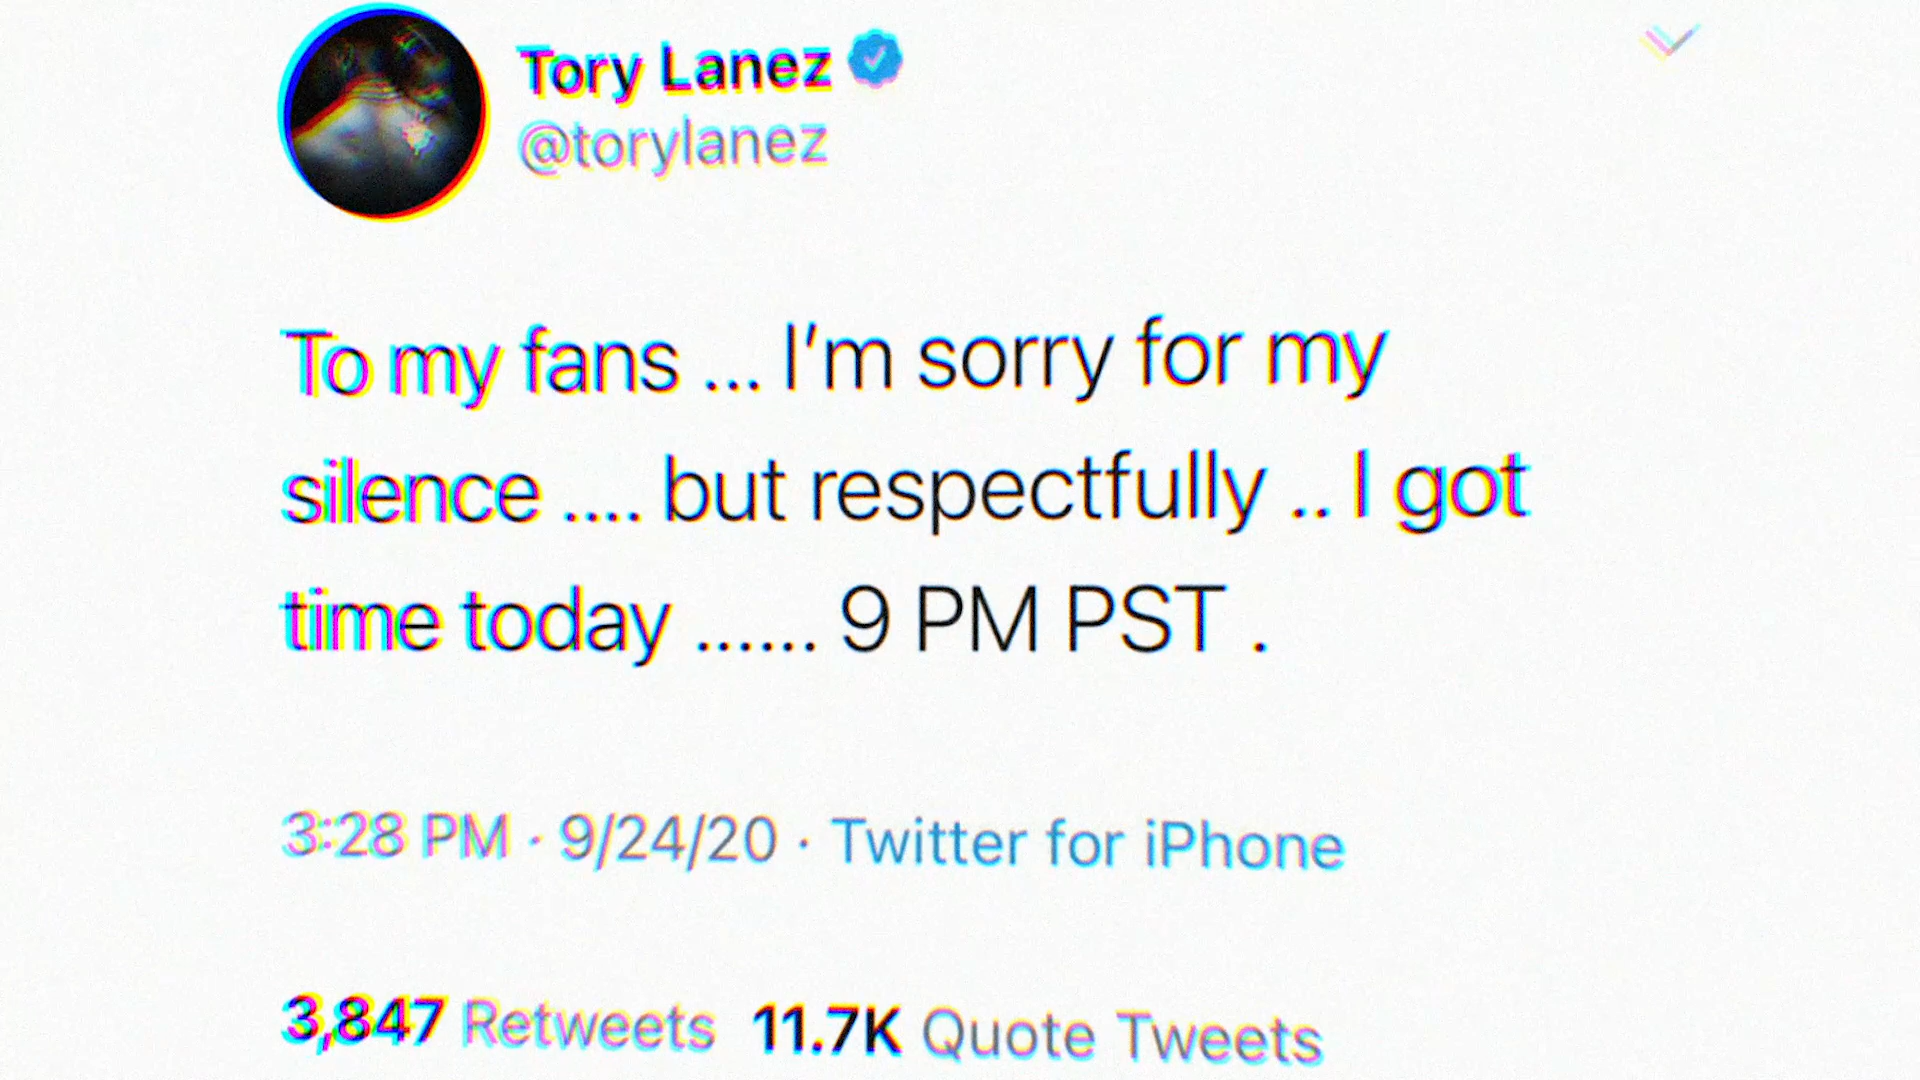 Tory Lanez
@torylanez
To my fans ... I'm sorry for my
silence .... but respectfully .. I got
time today ...... 9 PM PST .
3:28 PM · 9/24/20 · Twitter for iPhone
3,847 Retweets 11.7K Quote Tweets